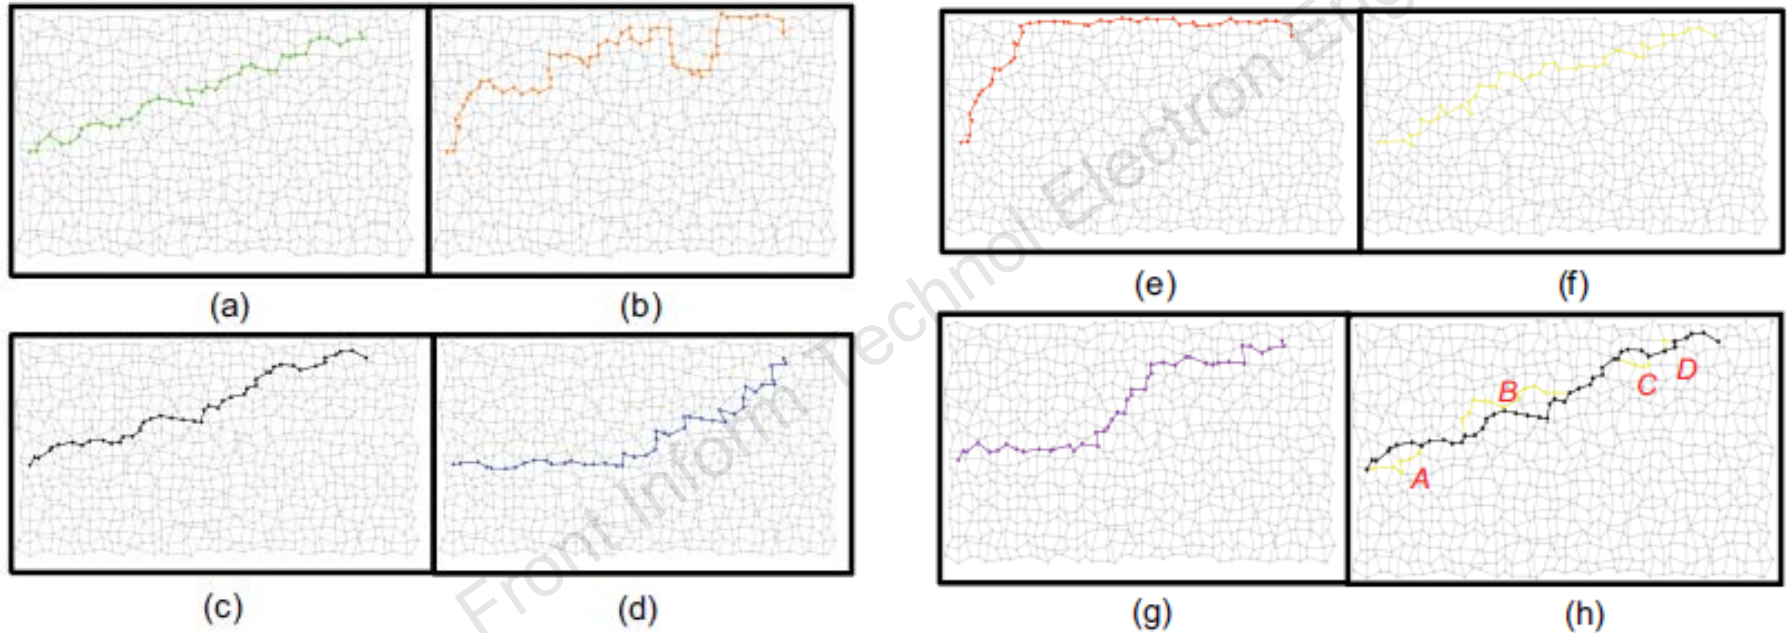 (a)
(b)
(e)
(f)
(c)
(d)
(g)
A
B
C
D
(h)
Front Inform Technol Electron Eng